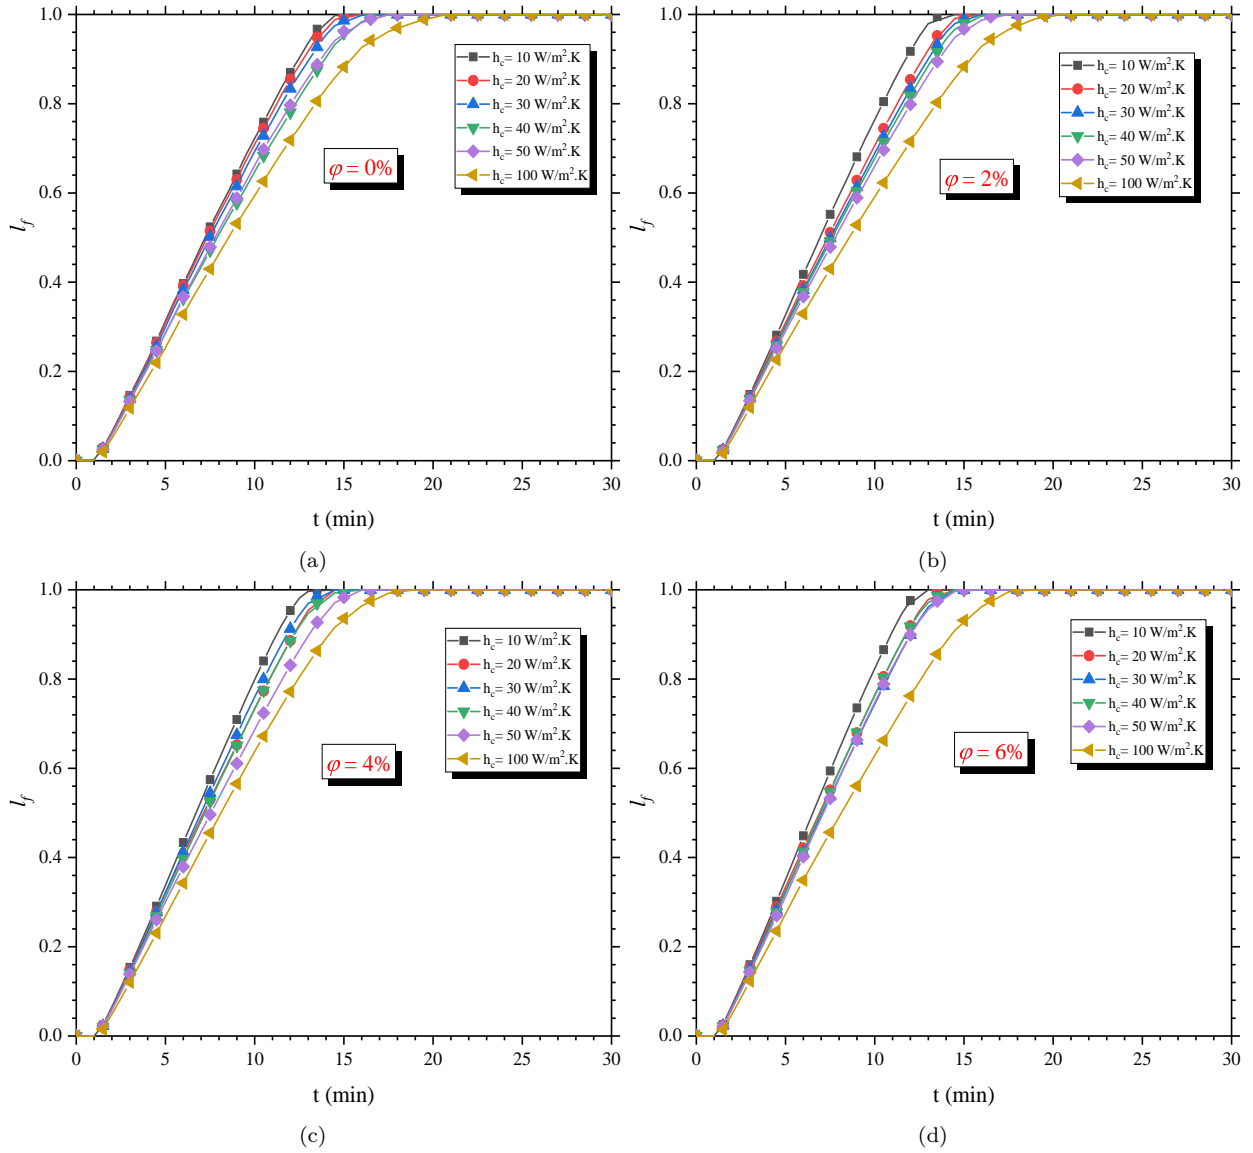 1.0
0.8
0.6
0.4
0.2
0.0
l_f
0 5 10 15 20 25 30
t (min)
h_c= 10 W/m².K
h_c= 20 W/m².K
h_c= 30 W/m².K
h_c= 40 W/m².K
h_c= 50 W/m².K
h_c= 100 W/m².K
φ = 0%
(a)
1.0
0.8
0.6
0.4
0.2
0.0
l_f
0 5 10 15 20 25 30
t (min)
h_c= 10 W/m².K
h_c= 20 W/m².K
h_c= 30 W/m².K
h_c= 40 W/m².K
h_c= 50 W/m².K
h_c= 100 W/m².K
φ = 2%
(b)
1.0
0.8
0.6
0.4
0.2
0.0
l_f
0 5 10 15 20 25 30
t (min)
h_c= 10 W/m².K
h_c= 20 W/m².K
h_c= 30 W/m².K
h_c= 40 W/m².K
h_c= 50 W/m².K
h_c= 100 W/m².K
φ = 4%
(c)
1.0
0.8
0.6
0.4
0.2
0.0
l_f
0 5 10 15 20 25 30
t (min)
h_c= 10 W/m².K
h_c= 20 W/m².K
h_c= 30 W/m².K
h_c= 40 W/m².K
h_c= 50 W/m².K
h_c= 100 W/m².K
φ = 6%
(d)